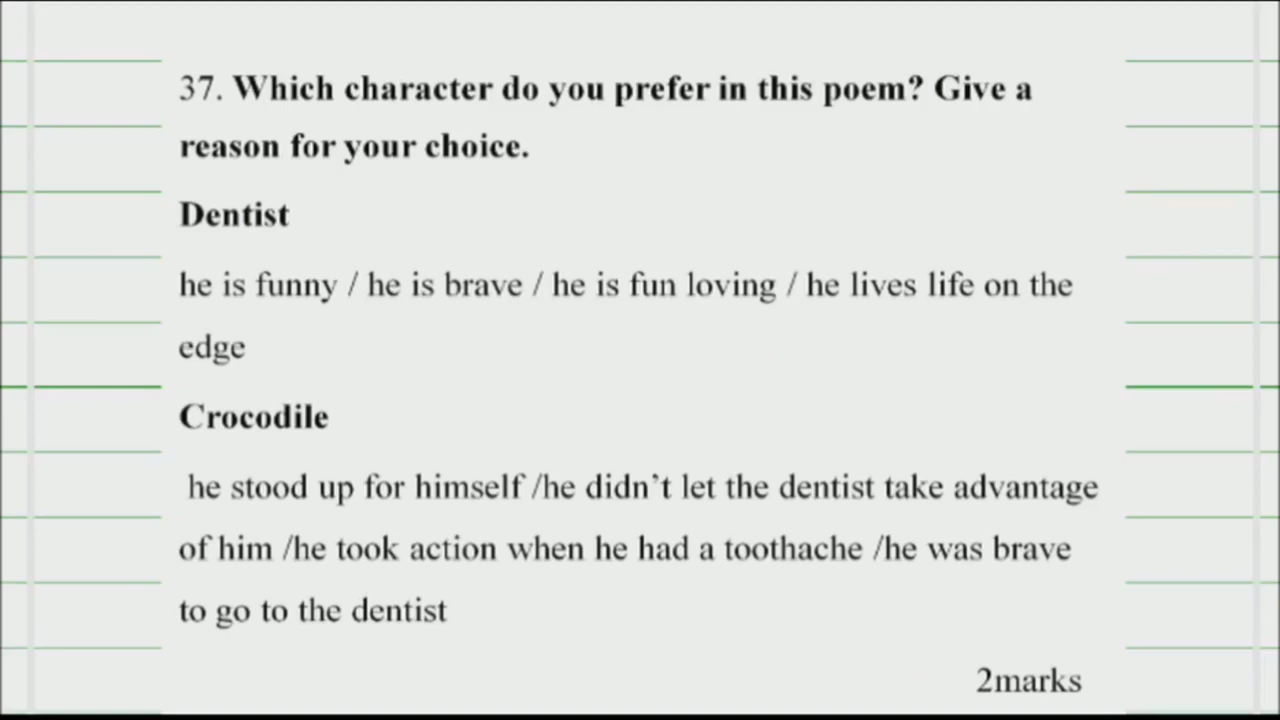 37. Which character do you prefer in this poem? Give a
reason for your choice.
Dentist
he is funny / he is brave / he is fun loving / he lives life on the
edge
Crocodile
he stood up for himself /he didn’t let the dentist take advantage
of him /he took action when he had a toothache /he was brave
to go to the dentist
2marks